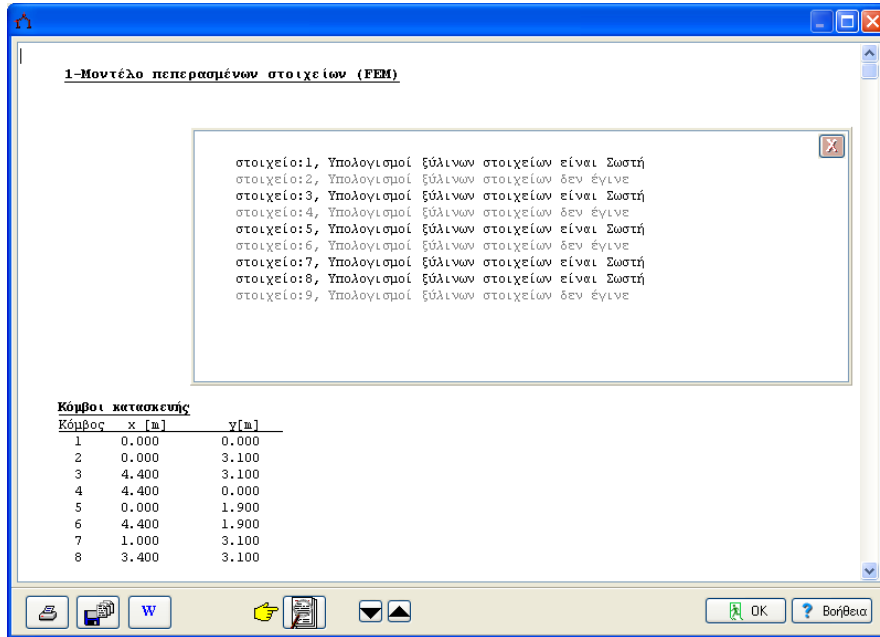 1-Μοντέλο πεπερασμένων στοιχείων (FEM)
X
στοιχείο:1, Υπολογισμοί ξύλινων στοιχείων είναι Σωστή
στοιχείο:2, Υπολογισμοί ξύλινων στοιχείων δεν έγινε
στοιχείο:3, Υπολογισμοί ξύλινων στοιχείων είναι Σωστή
στοιχείο:4, Υπολογισμοί ξύλινων στοιχείων δεν έγινε
στοιχείο:5, Υπολογισμοί ξύλινων στοιχείων είναι Σωστή
στοιχείο:6, Υπολογισμοί ξύλινων στοιχείων δεν έγινε
στοιχείο:7, Υπολογισμοί ξύλινων στοιχείων είναι Σωστή
στοιχείο:8, Υπολογισμοί ξύλινων στοιχείων είναι Σωστή
στοιχείο:9, Υπολογισμοί ξύλινων στοιχείων δεν έγινε
Κόμβοι κατασκευής
Κόμβος x [m] y[m]
1 0.000 0.000
2 0.000 3.100
3 4.400 3.100
4 4.400 0.000
5 0.000 1.900
6 4.400 1.900
7 1.000 3.100
8 3.400 3.100
W OK ? Βοήθεια